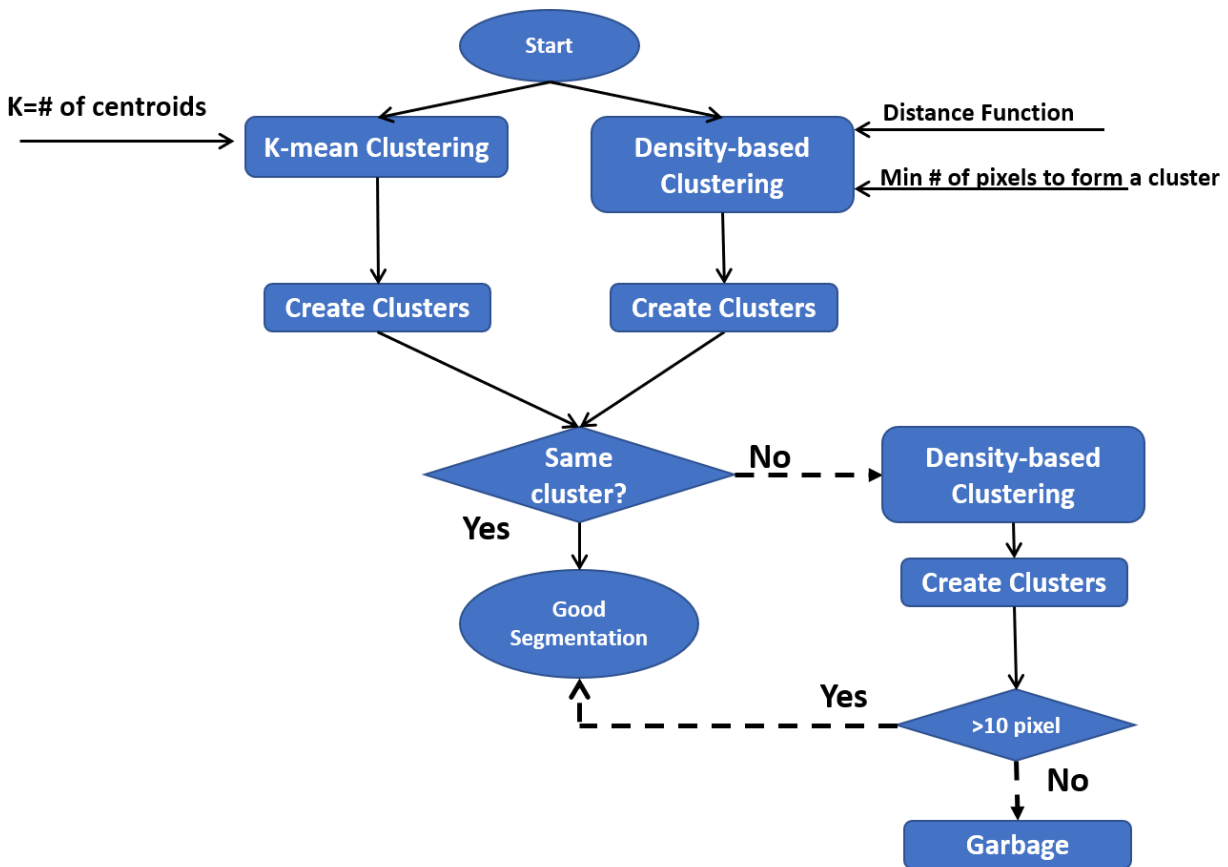 Start
K=# of centroids
K-mean Clustering
Density-based
Clustering
Distance Function
Min # of pixels to form a cluster
Create Clusters
Create Clusters
Same
cluster?
No
Yes
Density-based
Clustering
Create Clusters
Good
Segmentation
Yes
>10 pixel
No
Garbage